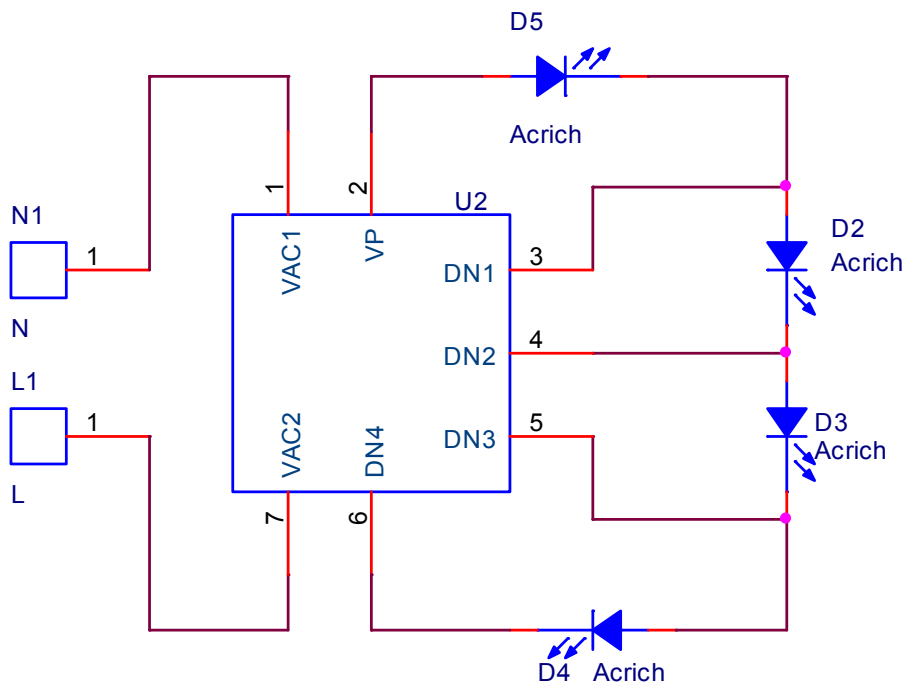 D5
Acrich
1
2
U2
N1
1
N
VAC1
VP
DN1
3
D2
Acrich
DN2
4
L1
1
L
VAC2
DN4
DN3
5
D3
Acrich
7
6
D4
Acrich